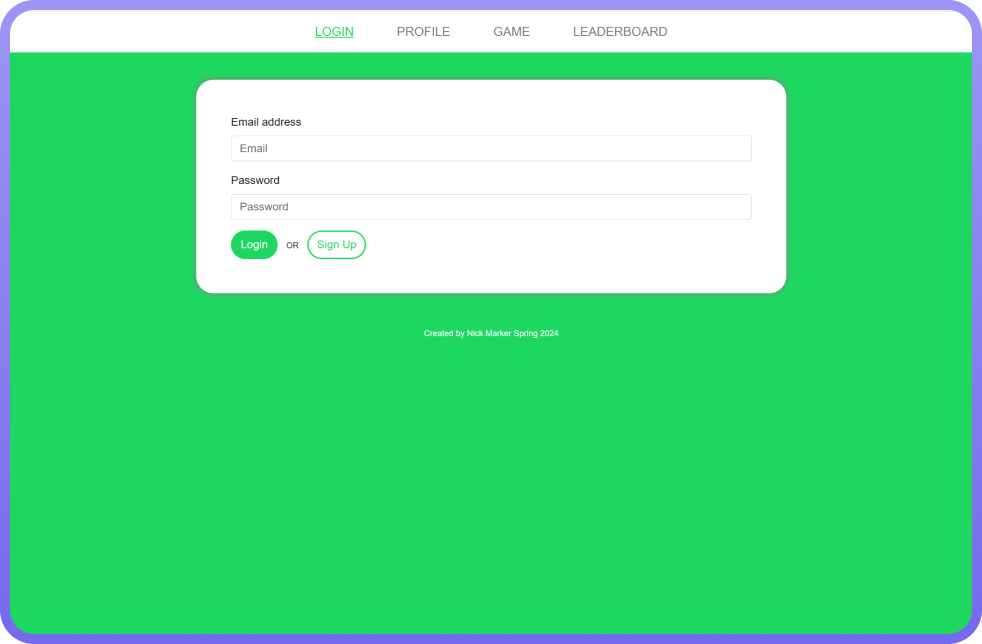 LOGIN PROFILE GAME LEADERBOARD
Email address
Email
Password
Password
Login OR Sign Up
Created by Nick Marker Spring 2024